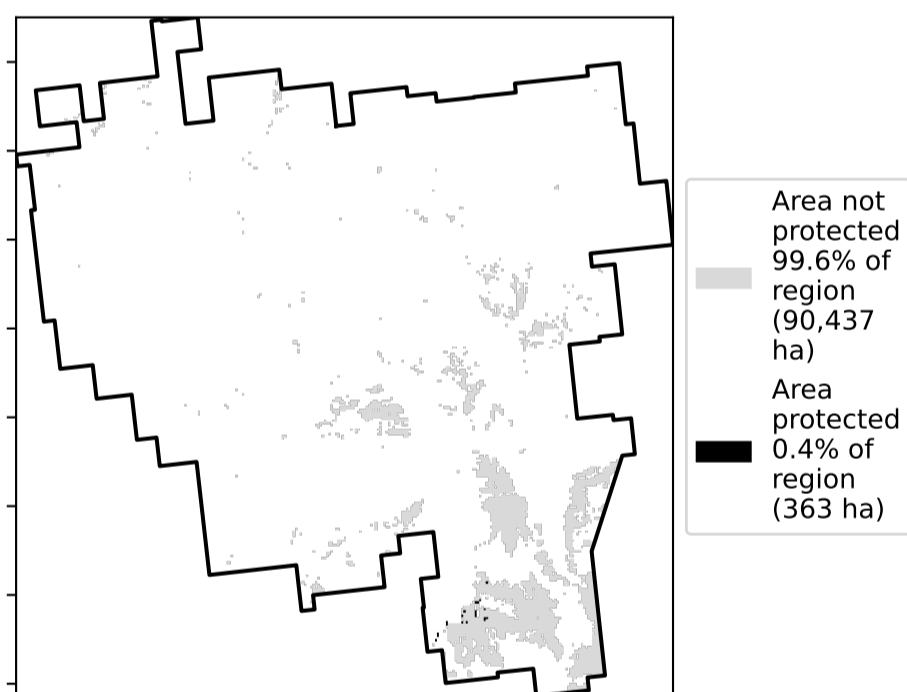 Area not
protected
99.6% of
region
(90,437
ha)
Area
protected
0.4% of
region
(363 ha)